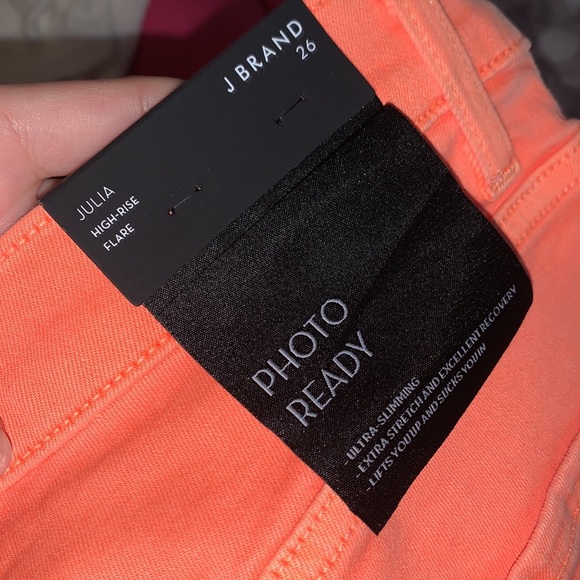 J BRAND
26
JULIA
HIGH-RISE
FLARE
PHOTO
READY
-ULTRA-SLIMMING
-EXTRA STRETCH AND EXCELLENT RECOVERY
-LIFTS YOU UP AND SUCKS YOU IN